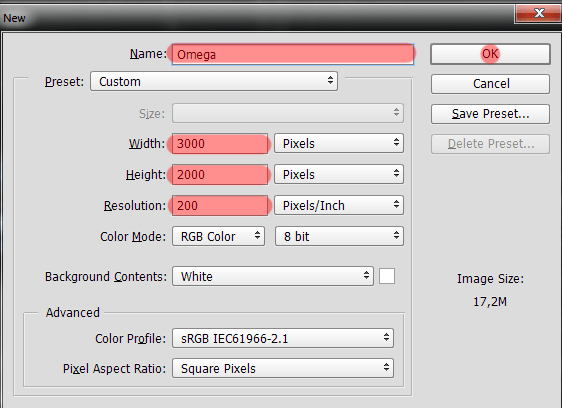 New
Name: Omega
OK
Preset: Custom
Cancel
Size:
Save Preset...
Width: 3000 Pixels
Delete Preset...
Height: 2000 Pixels
Resolution: 200 Pixels/Inch
Color Mode: RGB Color 8 bit
Background Contents: White
Image Size:
17,2M
Advanced
Color Profile: sRGB IEC61966-2.1
Pixel Aspect Ratio: Square Pixels